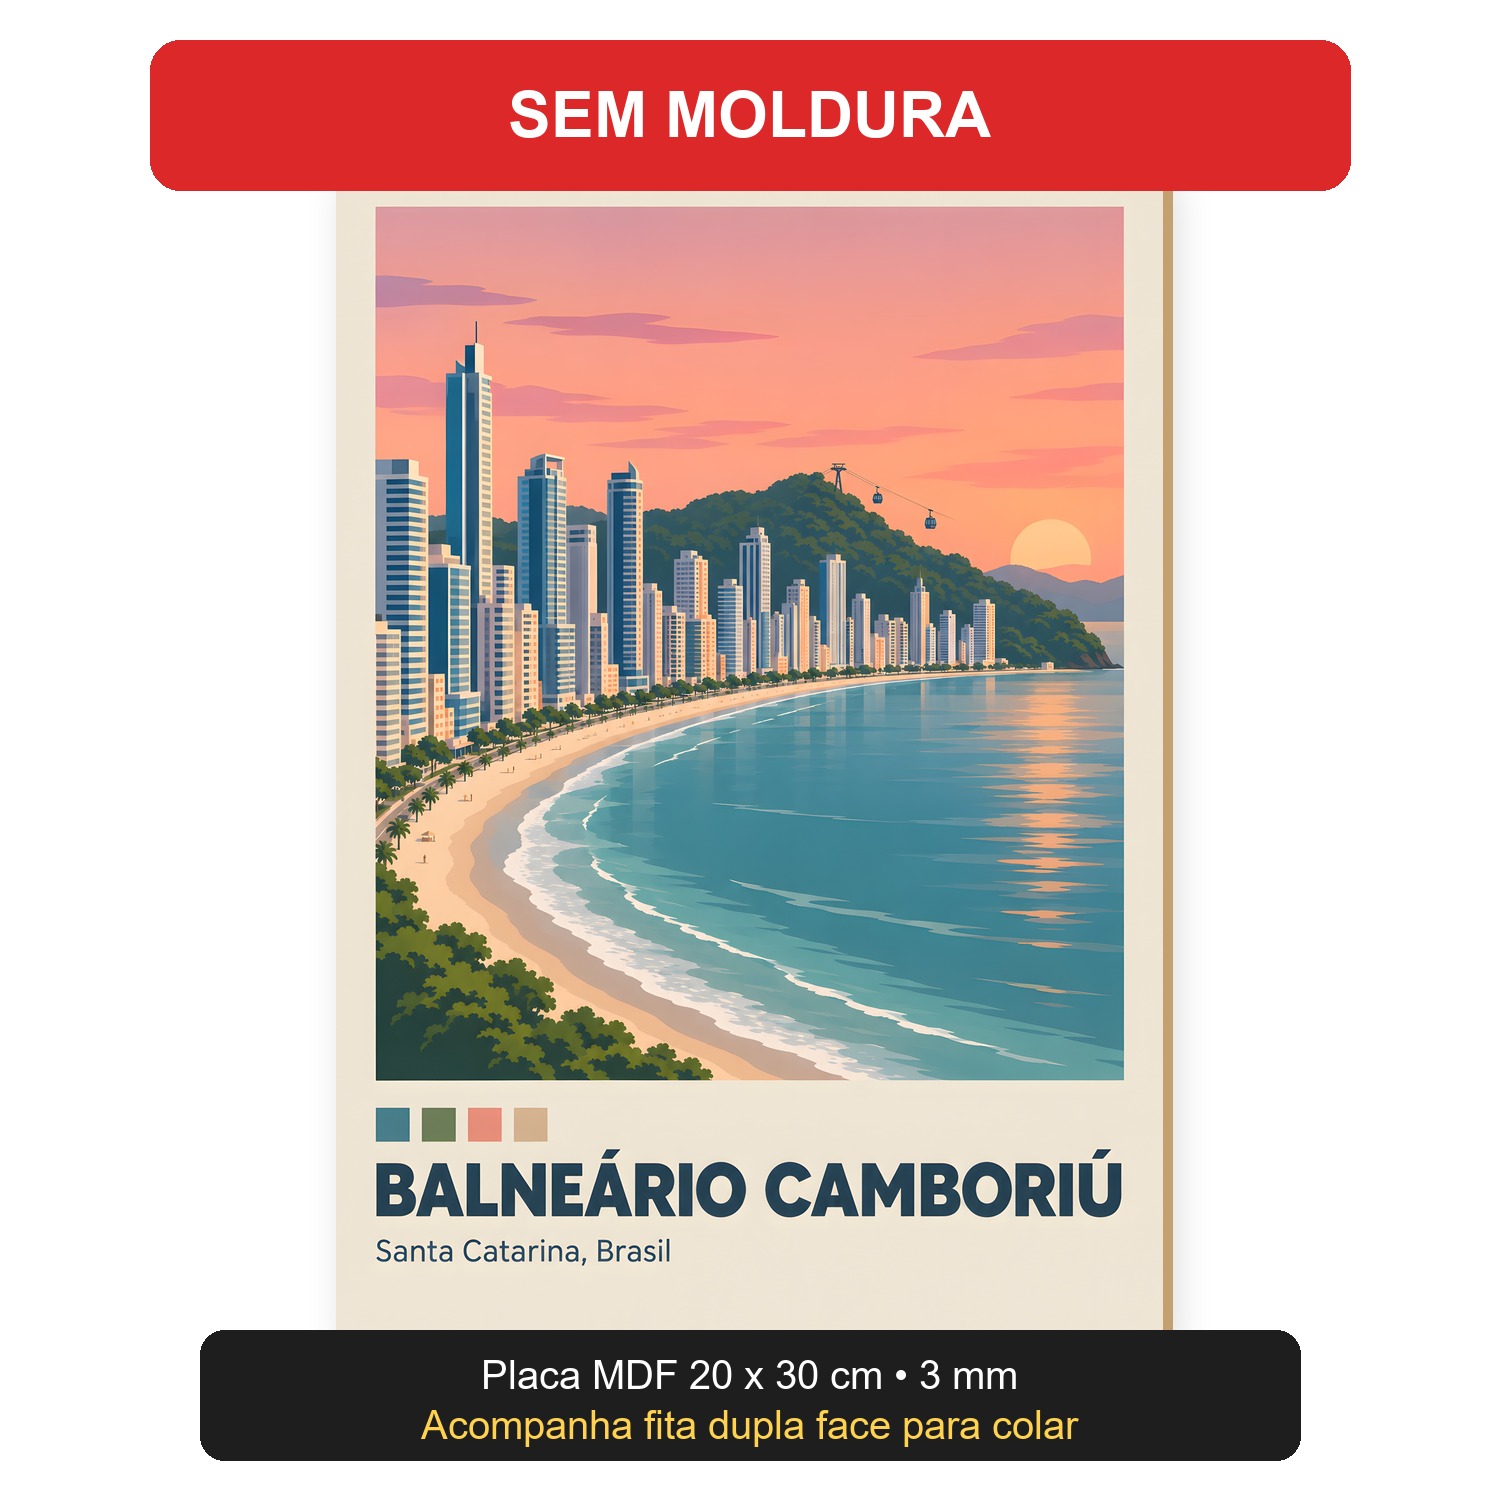 SEM MOLDURA
BALNEÁRIO CAMBORIÚ
Santa Catarina, Brasil
Placa MDF 20 x 30 cm • 3 mm
Acompanha fita dupla face para colar